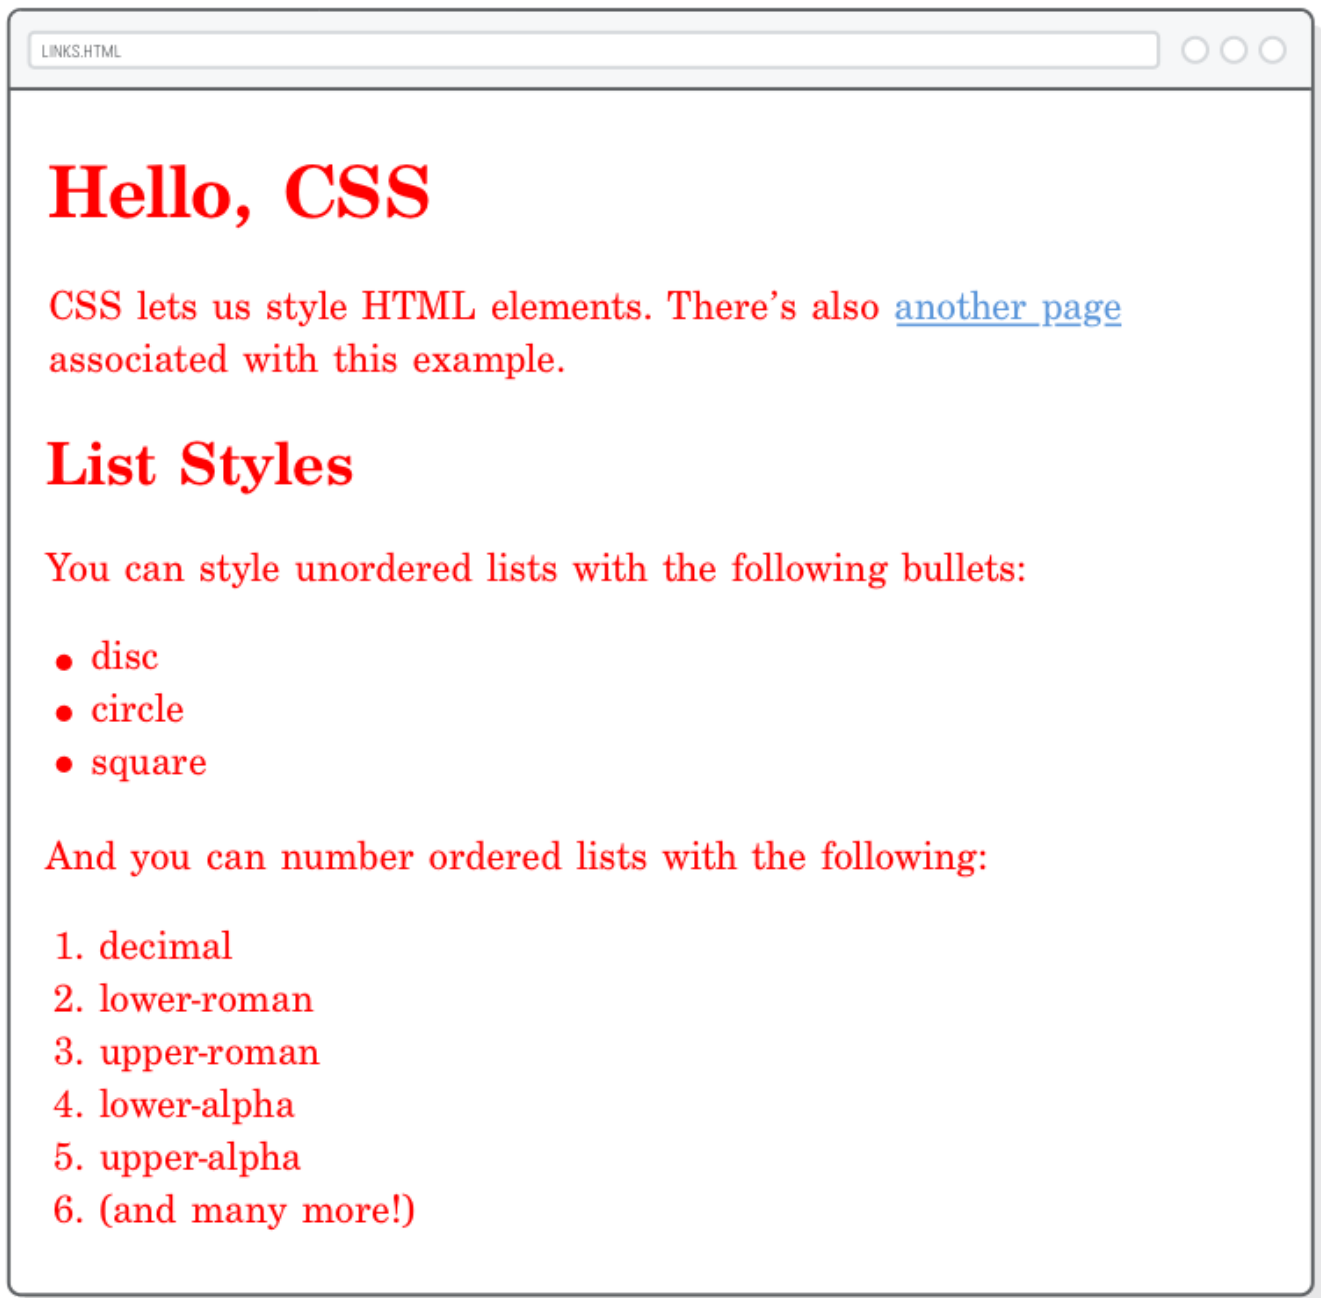 LINKS.HTML
Hello, CSS
CSS lets us style HTML elements. There’s also another page
associated with this example.
List Styles
You can style unordered lists with the following bullets:
• disc
• circle
• square
And you can number ordered lists with the following:
1. decimal
2. lower-roman
3. upper-roman
4. lower-alpha
5. upper-alpha
6. (and many more!)